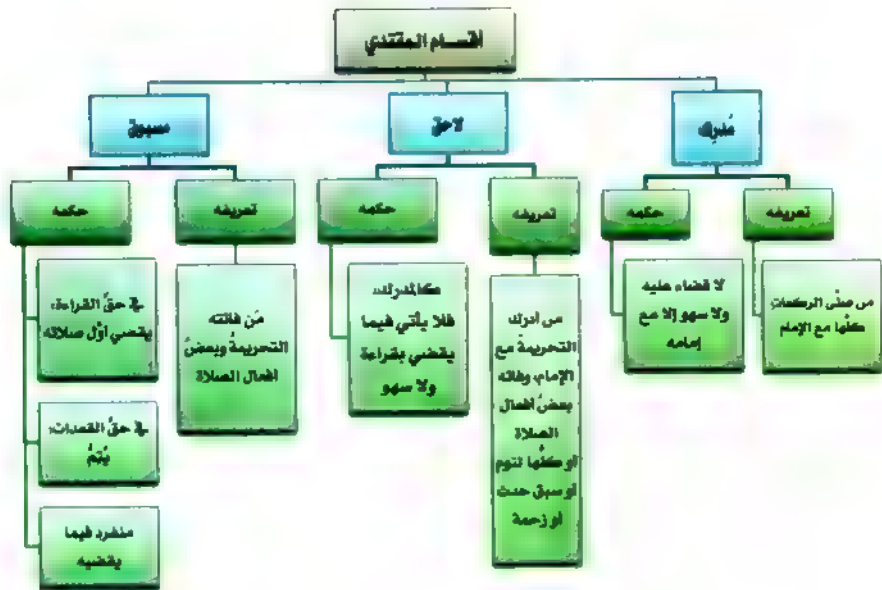 أقسام المقتدي
مُدرِك
لاحق
مسبوق
تعريفه
حكمه
تعريفه
حكمه
تعريفه
حكمه
من صلَّى الركعات
كلّها مع الإمام
لا قضاء عليه
ولا سهو إلا مع
إمامه
من أدرك
التحريمة مع
الإمام، وفاته
بعضُ أفعال
الصلاة
أو كلّها لنوم
أو سبق حدث
أو زحمة
كالمدرك،
فلا يأتي فيما
يقضي بقراءة
ولا سهو
مَن فاتته
التحريمة وبعضُ
أفعال الصلاة
في حقِّ القراءة:
يقضي أوَّل صلاته
في حقِّ القعدات:
يُتمُّ
منفرد فيما
يقضيه